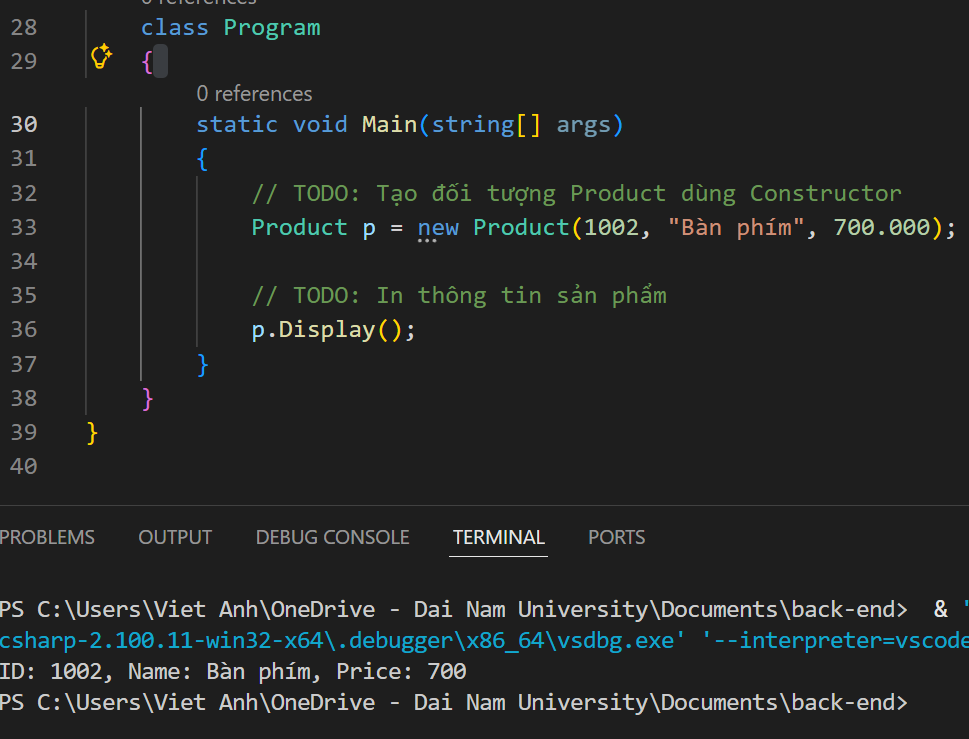 0 references
28 class Program
29 {
0 references
30 static void Main(string[] args)
31 {
32 // TODO: Tạo đối tượng Product dùng Constructor
33 Product p = new Product(1002, "Bàn phím", 700.000);
34
35 // TODO: In thông tin sản phẩm
36 p.Display();
37 }
38 }
39 }
40
PROBLEMS OUTPUT DEBUG CONSOLE TERMINAL PORTS
PS C:\Users\Viet Anh\OneDrive - Dai Nam University\Documents\back-end> & '
csharp-2.100.11-win32-x64\.debugger\x86_64\vsdbg.exe' '--interpreter=vscode
ID: 1002, Name: Bàn phím, Price: 700
PS C:\Users\Viet Anh\OneDrive - Dai Nam University\Documents\back-end>